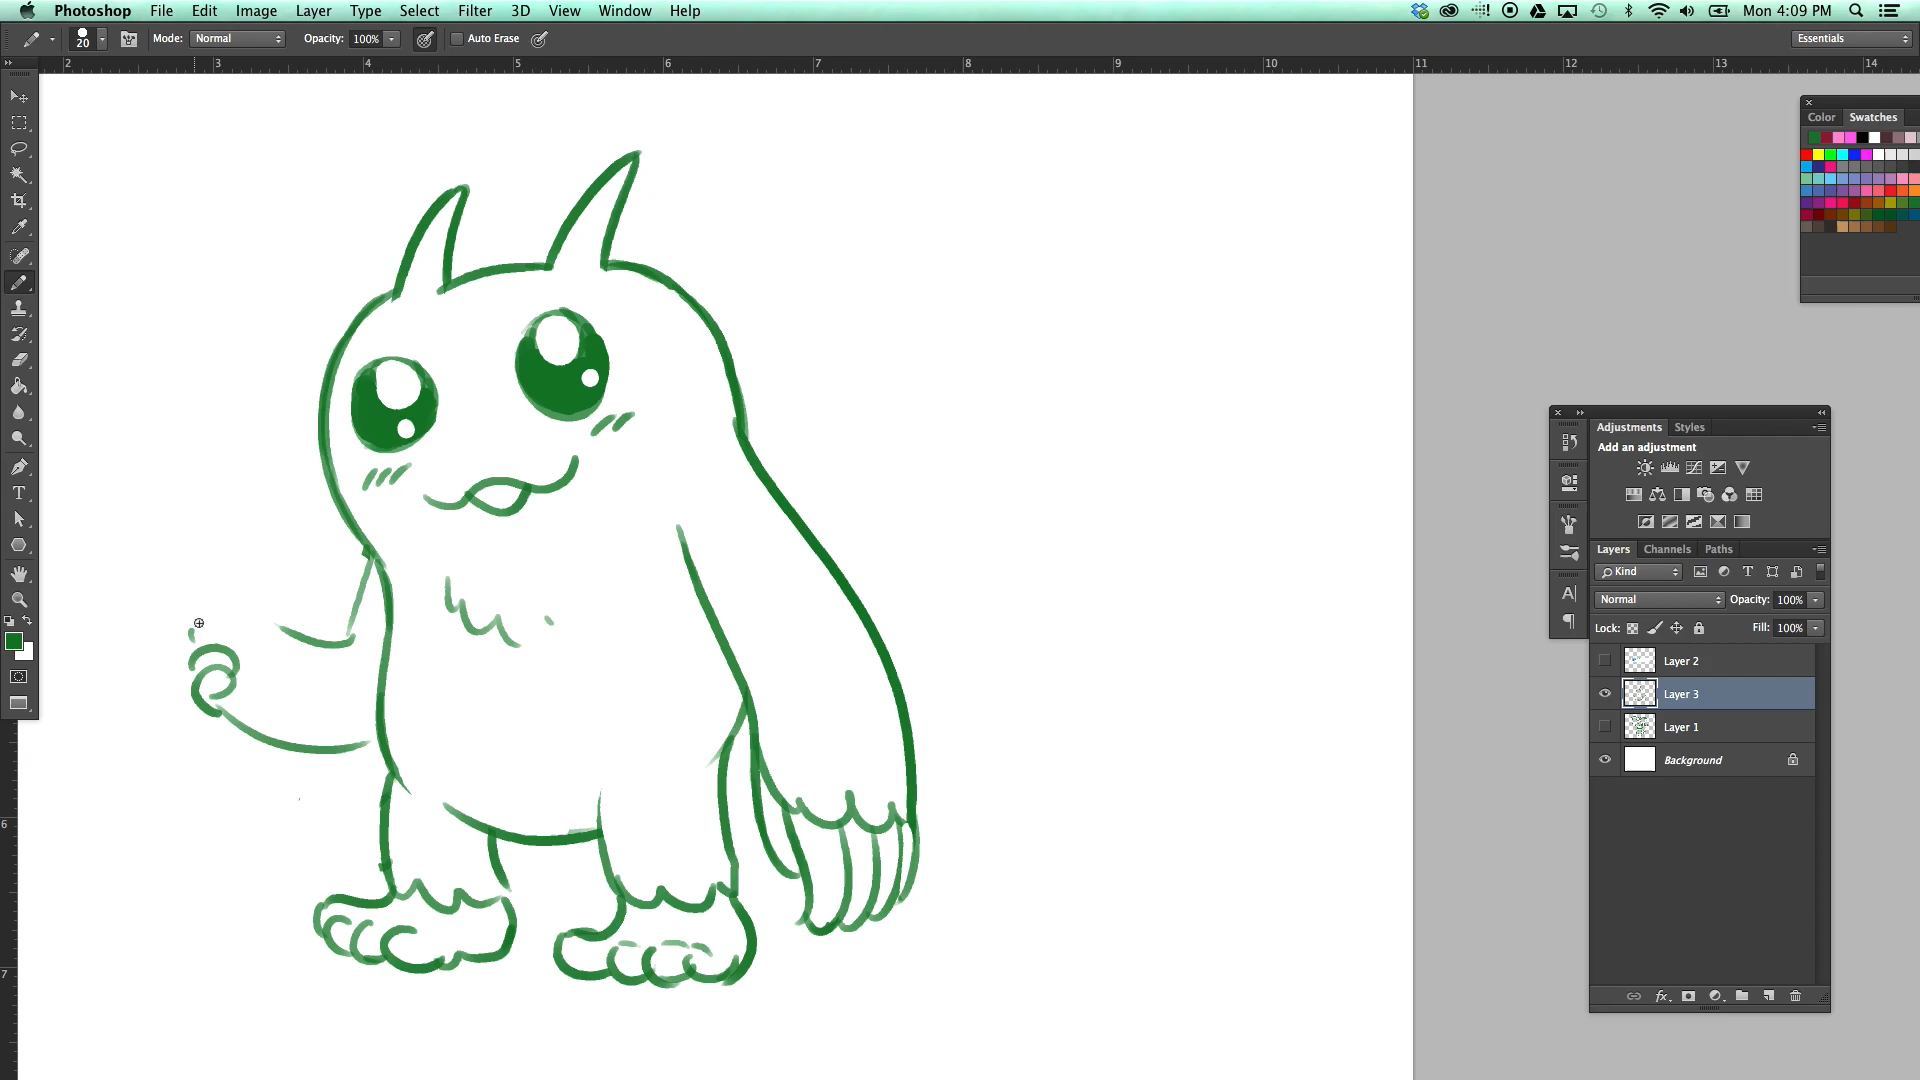 Photoshop File Edit Image Layer Type Select Filter 3D View Window Help Mon 4:09 PM
20 Mode: Normal Opacity: 100% Auto Erase Essentials
2 3 4 5 6 7 8 9 10 11 12 13 14
Color Swatches
Adjustments Styles
Add an adjustment
Layers Channels Paths
Kind
Normal Opacity: 100%
Lock: Fill: 100%
Layer 2
Layer 3
Layer 1
Background
fx
6
7